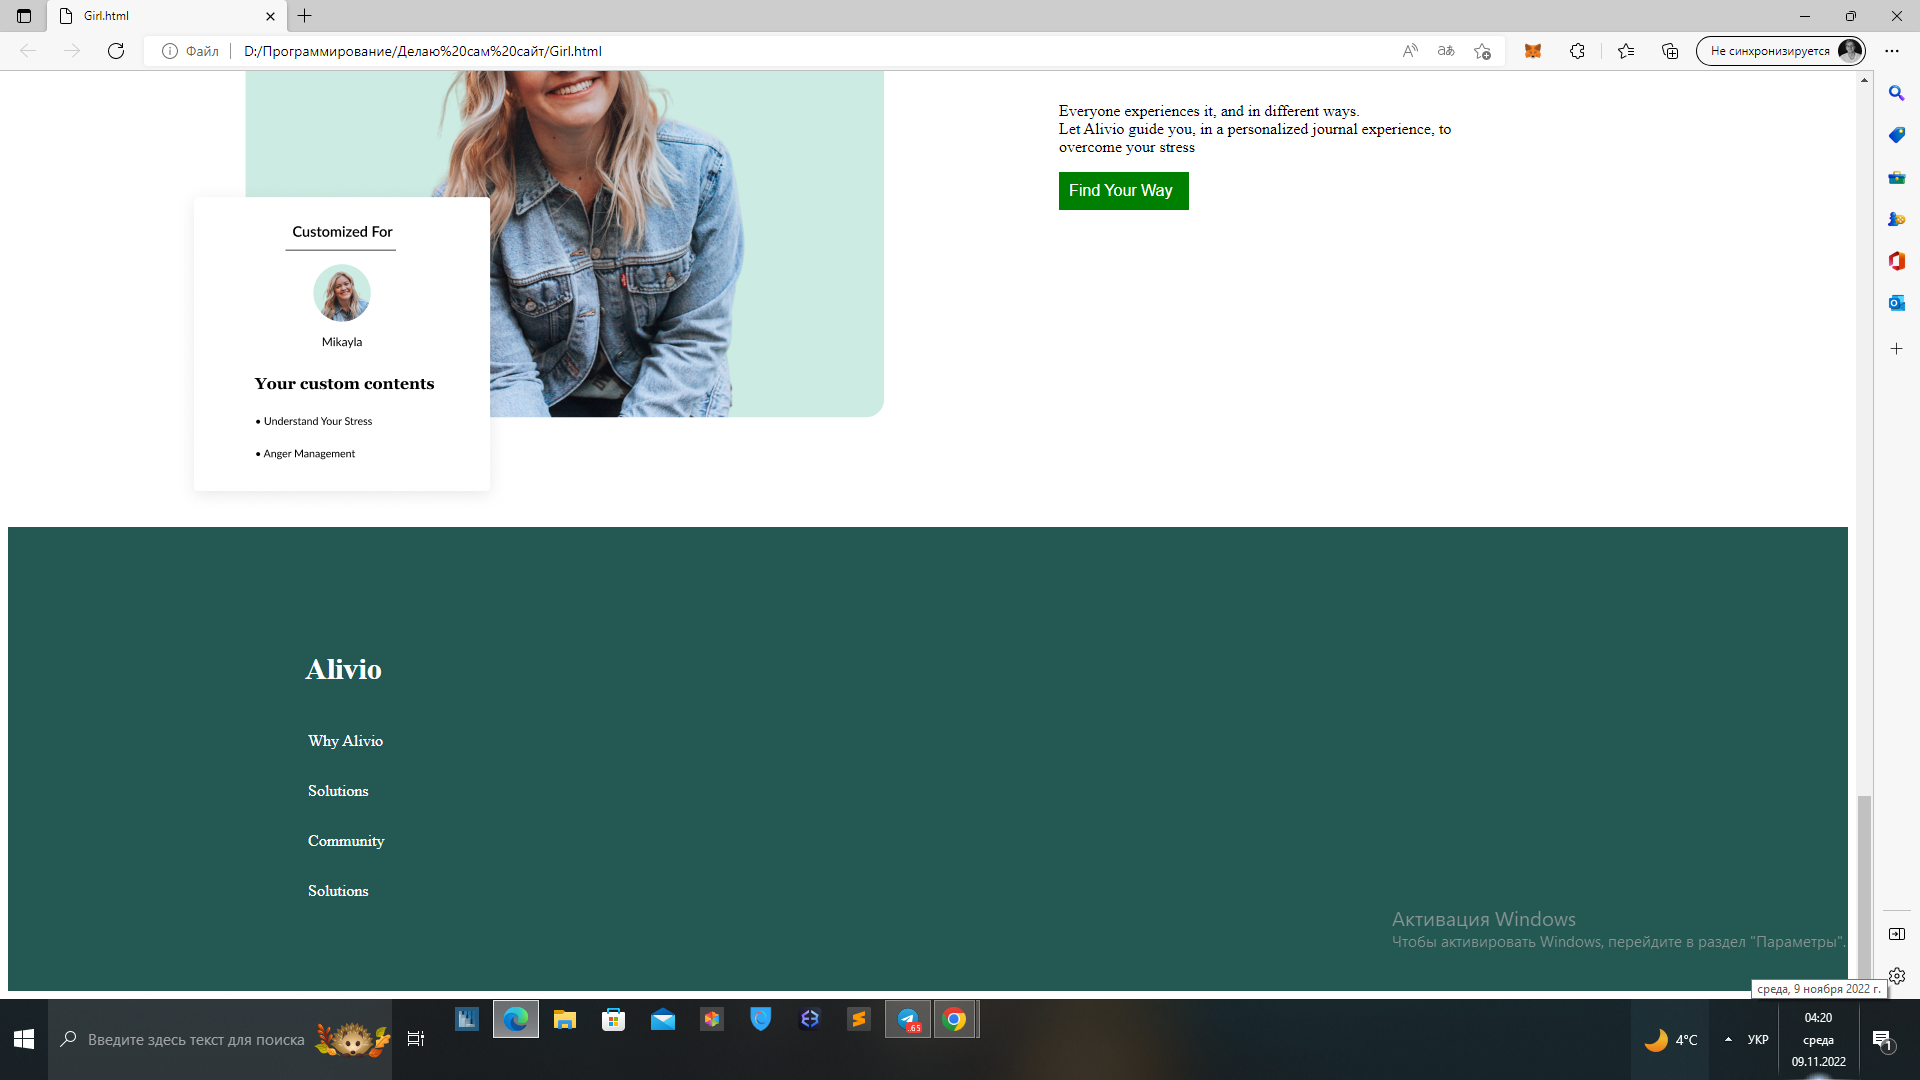 Girl.html
Файл
D:/Программирование/Делаю%20сам%20сайт/Girl.html
Не синхронизируется
Everyone experiences it, and in different ways.
Let Alivio guide you, in a personalized journal experience, to
overcome your stress
Find Your Way
Customized For
Mikayla
Your custom contents
• Understand Your Stress
• Anger Management
Alivio
Why Alivio
Solutions
Community
Solutions
Активация Windows
Чтобы активировать Windows, перейдите в раздел "Параметры".
среда, 9 ноября 2022 г.
Введите здесь текст для поиска
65
4°C
УКР
04:20
среда
09.11.2022
1